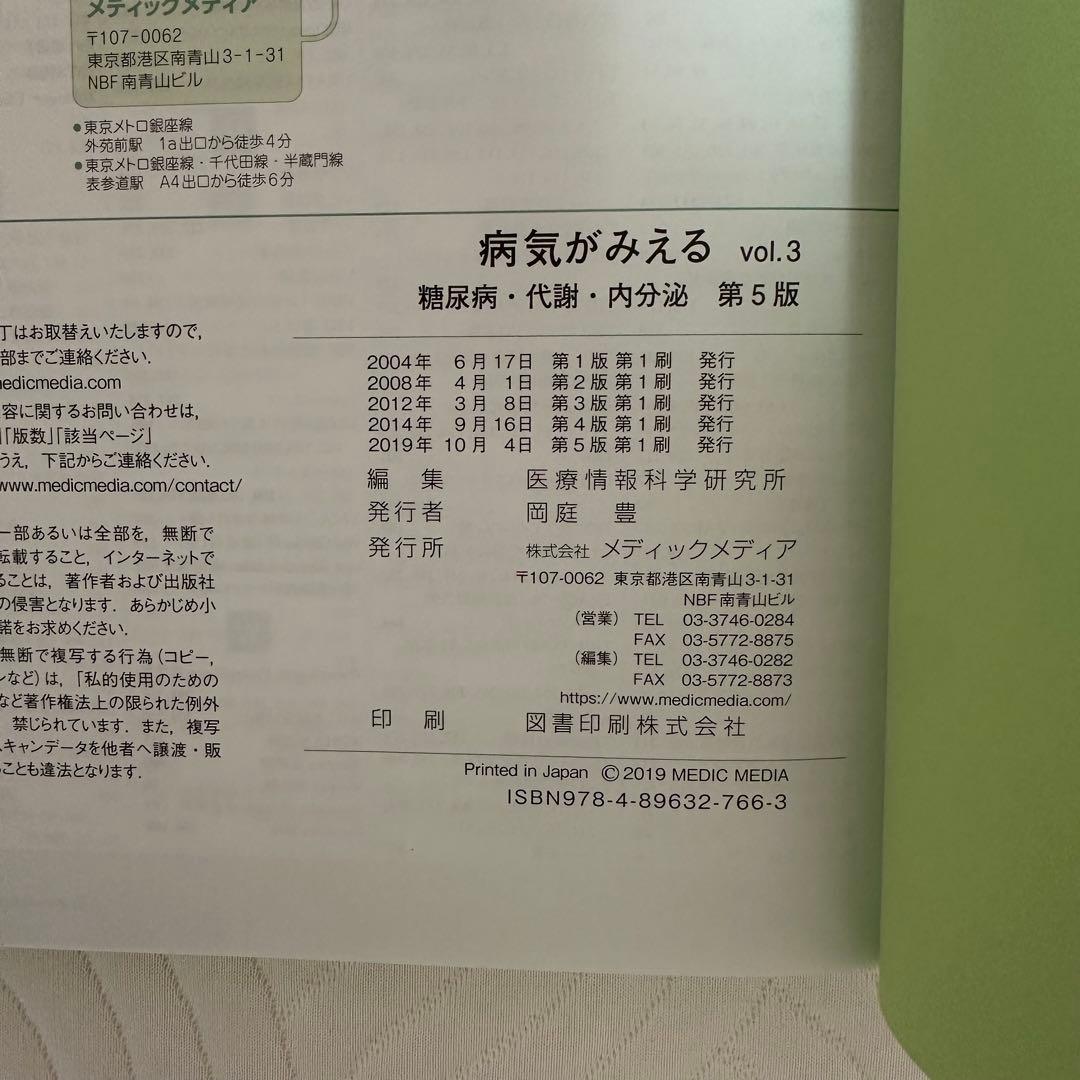 メディックメディア
〒107-0062
東京都港区南青山3-1-31
NBF南青山ビル
●東京メトロ銀座線
外苑前駅 1a出口から徒歩4分
●東京メトロ銀座線・千代田線・半蔵門線
表参道駅 A4出口から徒歩6分
病気がみえる vol.3
糖尿病・代謝・内分泌 第5版
丁はお取替えいたしますので,
部までご連絡ください.
edicmedia.com
容に関するお問い合わせは,
「版数」「該当ページ」
うえ, 下記からご連絡ください.
www.medicmedia.com/contact/
一部あるいは全部を, 無断で
転載すること, インターネットで
ることは, 著作者および出版社
の侵害となります. あらかじめ小
諾をお求めください.
無断で複写する行為(コピー,
など)は,「私的使用のための
など著作権法上の限られた例外
禁じられています. また, 複写
スキャンデータを他者へ譲渡・販
ことも違法となります.
2004年 6月17日 第1版 第1刷 発行
2008年 4月 1日 第2版 第1刷 発行
2012年 3月 8日 第3版 第1刷 発行
2014年 9月16日 第4版 第1刷 発行
2019年 10月 4日 第5版 第1刷 発行
編 集 医療情報科学研究所
発行者 岡庭 豊
発行所 株式会社 メディックメディア
〒107-0062 東京都港区南青山3-1-31
NBF南青山ビル
(営業) TEL 03-3746-0284
FAX 03-5772-8875
(編集) TEL 03-3746-0282
FAX 03-5772-8873
https://www.medicmedia.com/
印 刷 図書印刷株式会社
Printed in Japan © 2019 MEDIC MEDIA
ISBN978-4-89632-766-3